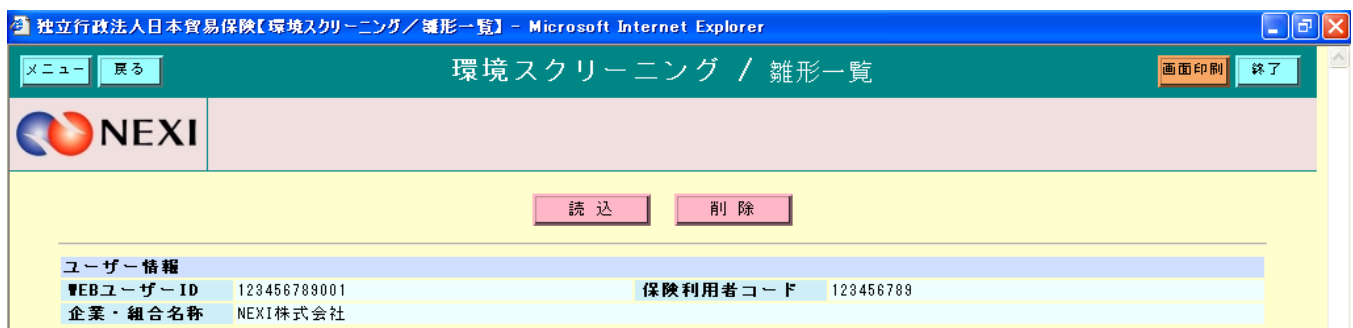 独立行政法人日本貿易保険【環境スクリーニング/雛形一覧】 - Microsoft Internet Explorer
メニュー 戻る 環境スクリーニング / 雛形一覧 画面印刷 終了
NEXI
読 込 削 除
ユーザー情報
WEBユーザーID 123456789001 保険利用者コード 123456789
企業・組合名称 NEXI株式会社